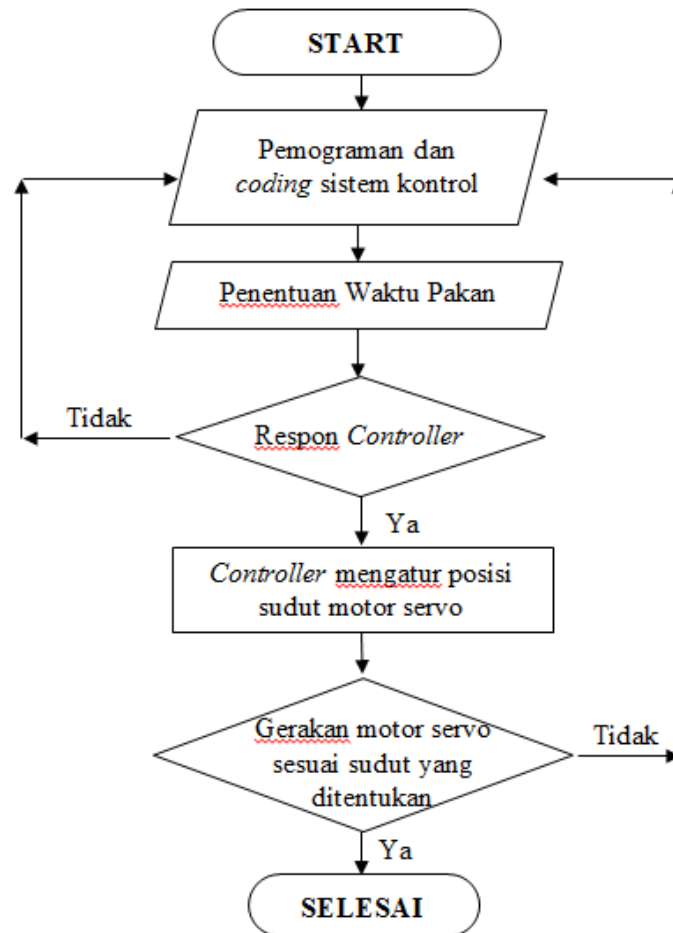 START
Pemograman dan
coding sistem kontrol
Penentuan Waktu Pakan
Tidak
Respon Controller
Ya
Controller mengatur posisi
sudut motor servo
Gerakan motor servo
sesuai sudut yang
ditentukan
Tidak
Ya
SELESAI